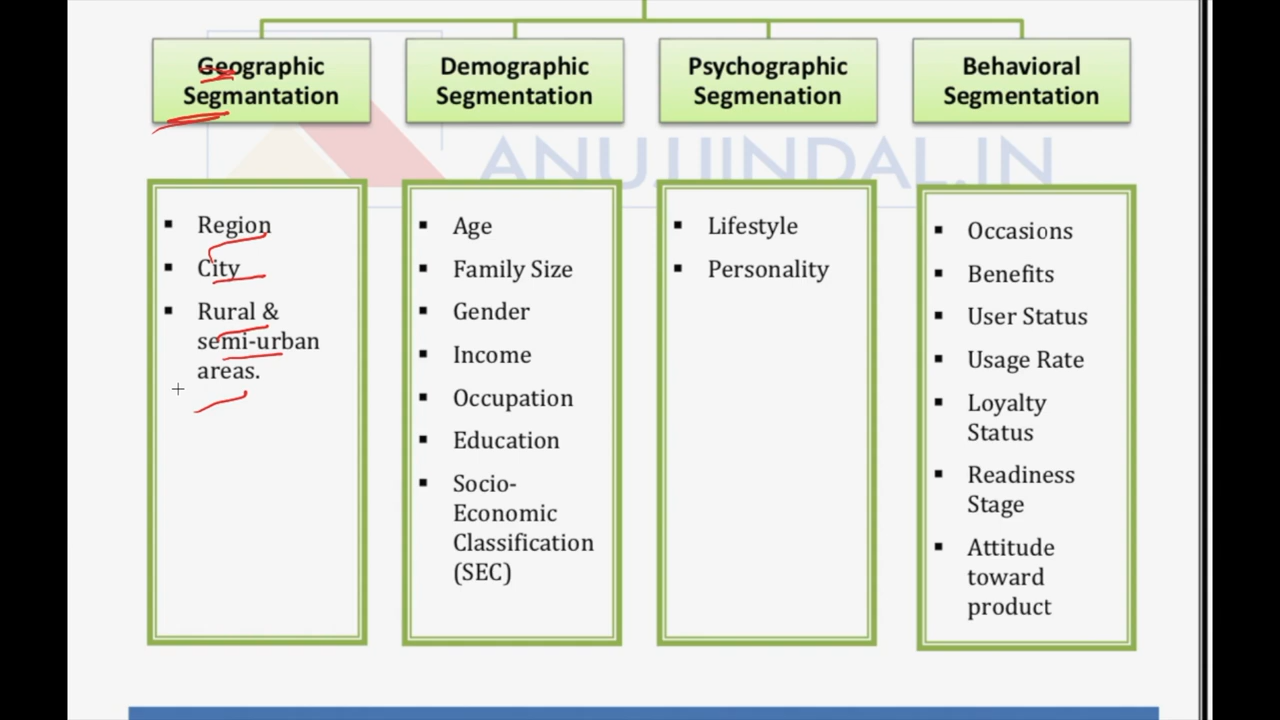 Geographic
Segmantation
Demographic
Segmentation
Psychographic
Segmenation
Behavioral
Segmentation
ANUJJINDAL.IN
▪ Region
▪ City
▪ Rural &
semi-urban
areas.
▪ Age
▪ Family Size
▪ Gender
▪ Income
▪ Occupation
▪ Education
▪ Socio-
Economic
Classification
(SEC)
▪ Lifestyle
▪ Personality
▪ Occasions
▪ Benefits
▪ User Status
▪ Usage Rate
▪ Loyalty
Status
▪ Readiness
Stage
▪ Attitude
toward
product